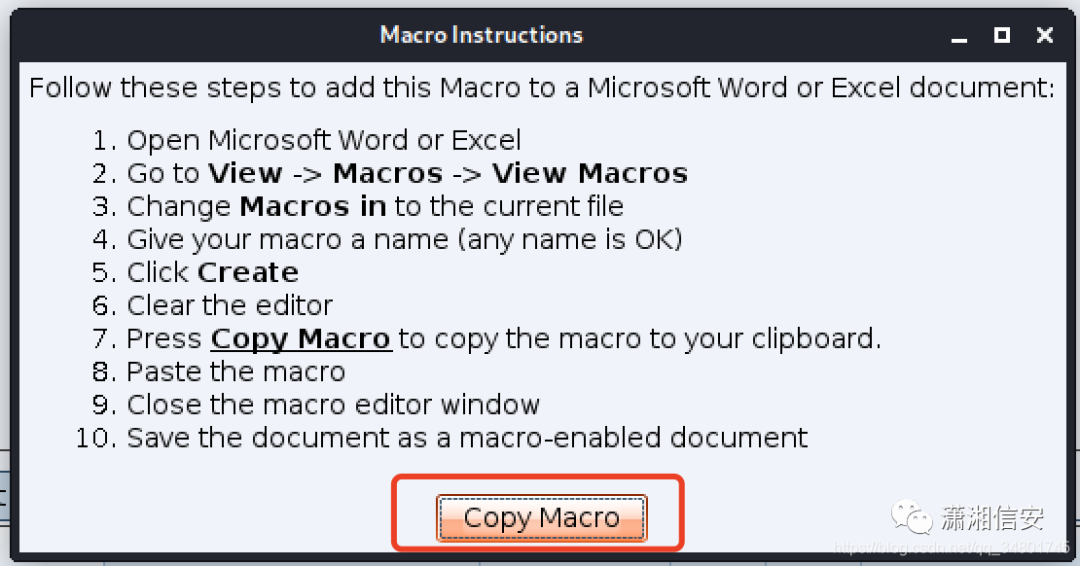 Macro Instructions
Follow these steps to add this Macro to a Microsoft Word or Excel document:
1. Open Microsoft Word or Excel
2. Go to View -> Macros -> View Macros
3. Change Macros in to the current file
4. Give your macro a name (any name is OK)
5. Click Create
6. Clear the editor
7. Press Copy Macro to copy the macro to your clipboard.
8. Paste the macro
9. Close the macro editor window
10. Save the document as a macro-enabled document
Copy Macro
潇湘信安
https://blog.csdn.net/qq_34801745